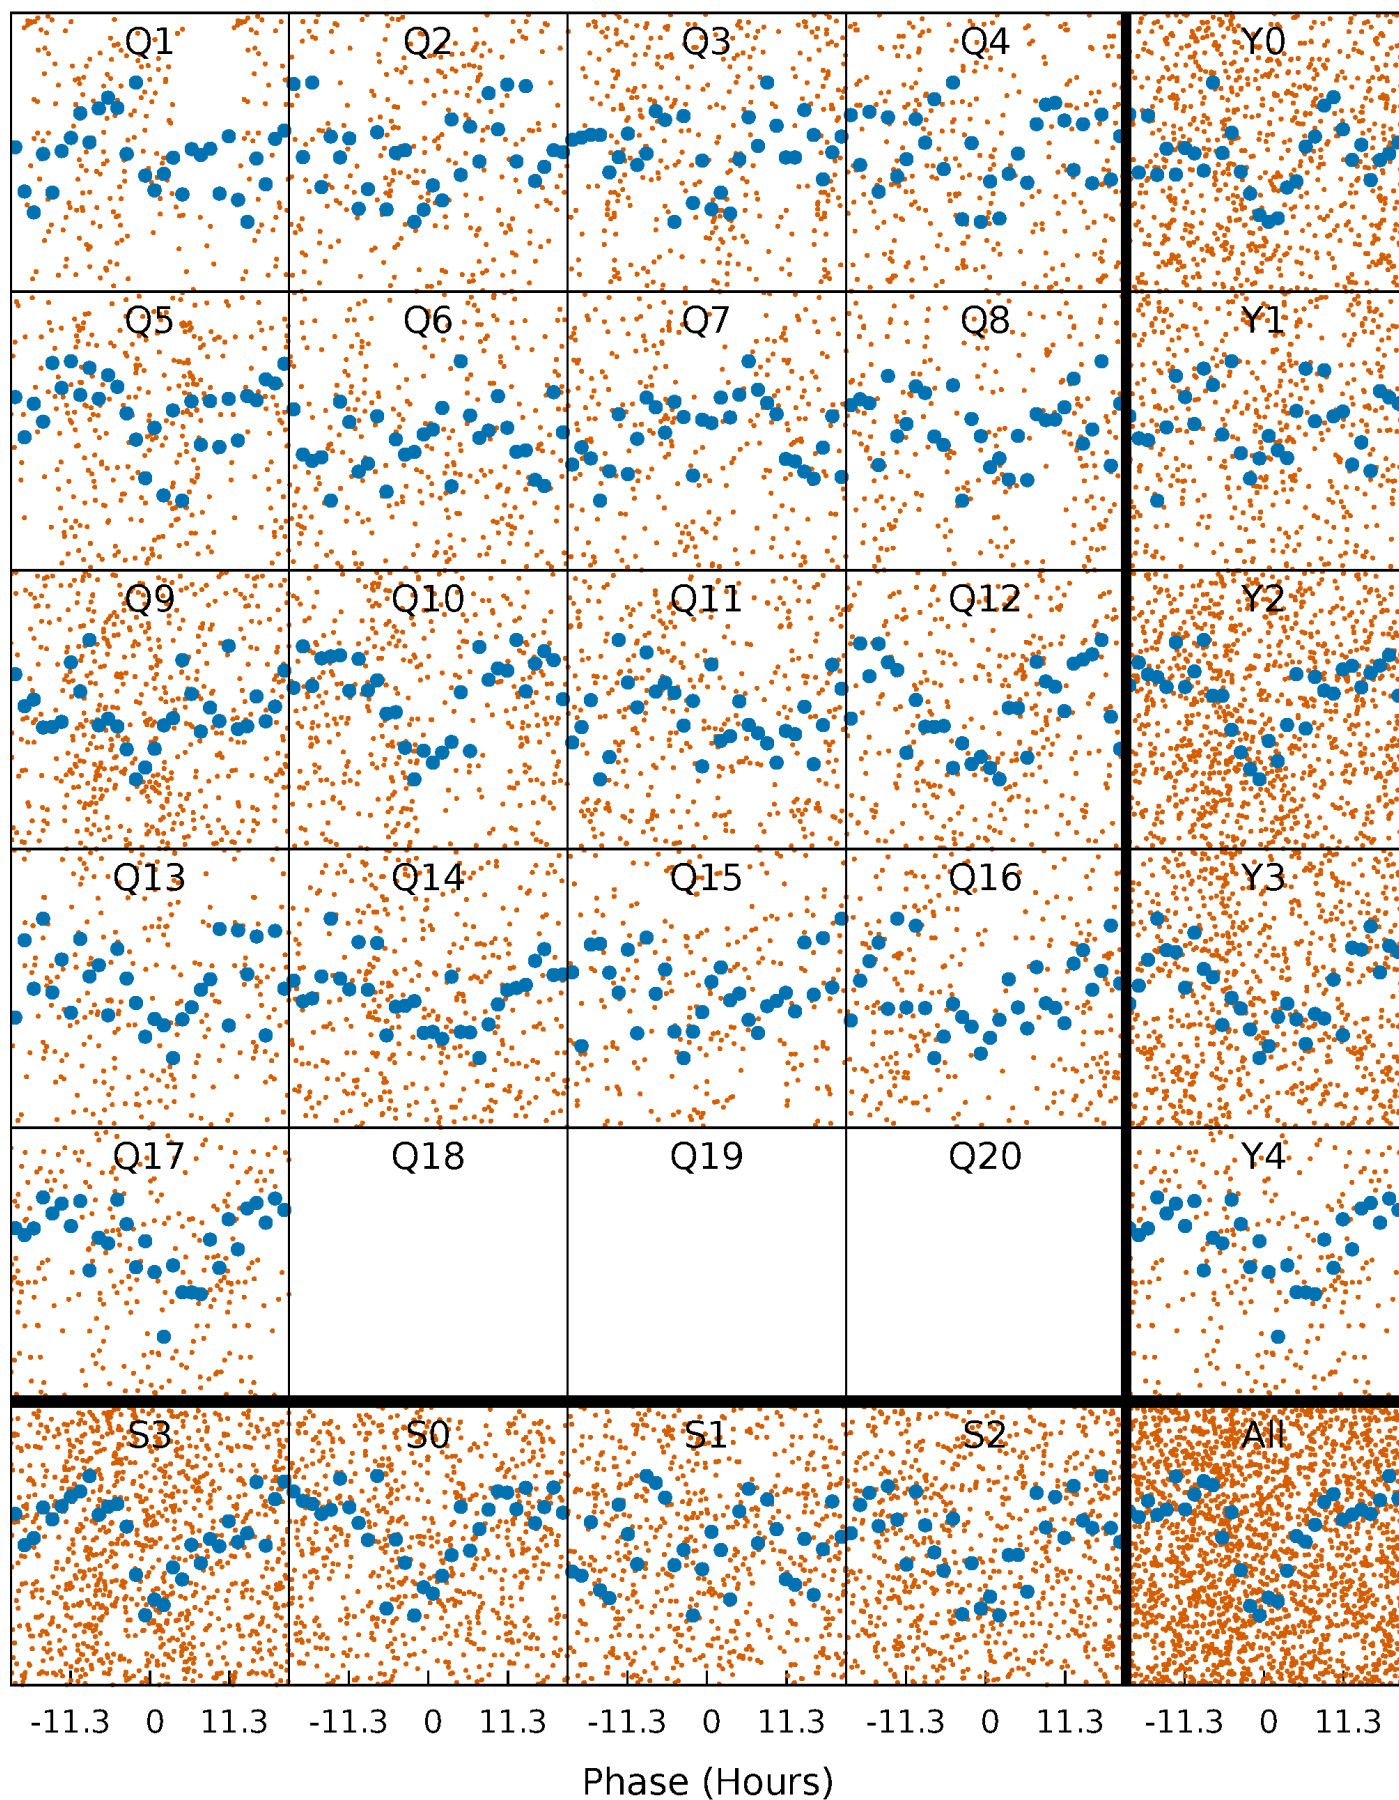 Q1 Q2 Q3 Q4 Y0
Q5 Q6 Q7 Q8 Y1
Q9 Q10 Q11 Q12 Y2
Q13 Q14 Q15 Q16 Y3
Q17 Q18 Q19 Q20 Y4
S3 S0 S1 S2 All
-11.3 0 11.3 -11.3 0 11.3 -11.3 0 11.3 -11.3 0 11.3 -11.3 0 11.3
Phase (Hours)